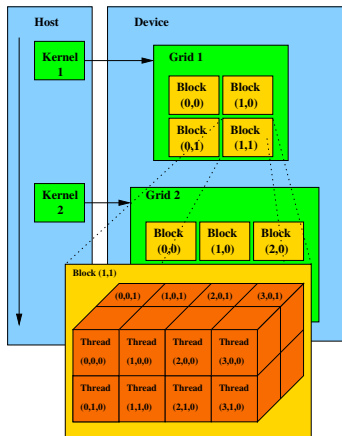 Host
Device
Kernel
1
Grid 1
Block
(0,0)
Block
(1,0)
Block
(0,1)
Block
(1,1)
Kernel
2
Grid 2
Block
(0,0)
Block
(1,0)
Block
(2,0)
Block (1,1)
(0,0,1)
(1,0,1)
(2,0,1)
(3,0,1)
Thread
(0,0,0)
Thread
(1,0,0)
Thread
(2,0,0)
Thread
(3,0,0)
Thread
(0,1,0)
Thread
(1,1,0)
Thread
(2,1,0)
Thread
(3,1,0)